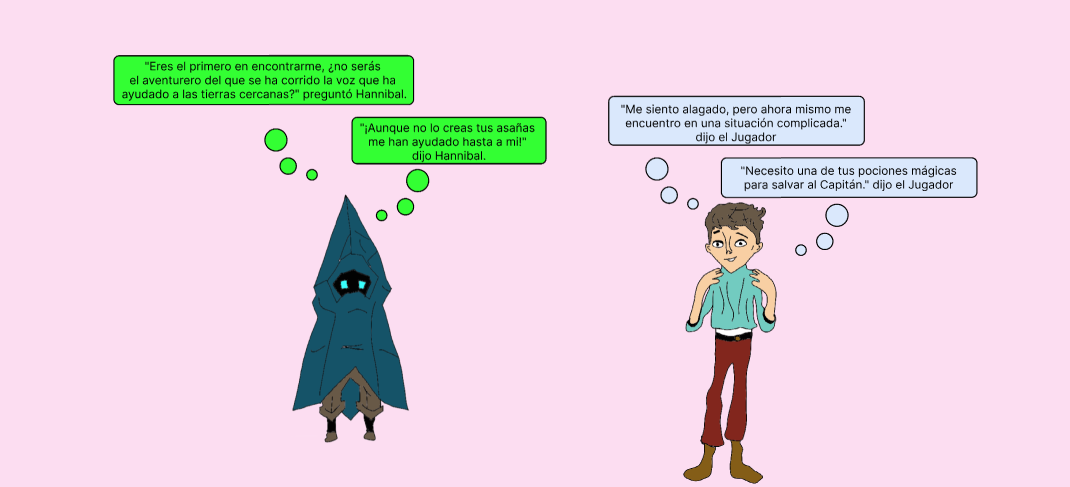 "Eres el primero en encontrarme, ¿no serás
el aventurero del que se ha corrido la voz que ha
ayudado a las tierras cercanas?" preguntó Hannibal.
"¡Aunque no lo creas tus asañas
me han ayudado hasta a mi!"
dijo Hannibal.
"Me siento alagado, pero ahora mismo me
encuentro en una situación complicada."
dijo el Jugador
"Necesito una de tus pociones mágicas
para salvar al Capitán." dijo el Jugador